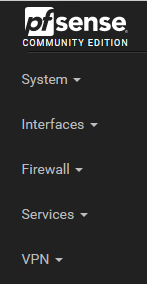 pfsense
COMMUNITY EDITION
System
Interfaces
Firewall
Services
VPN